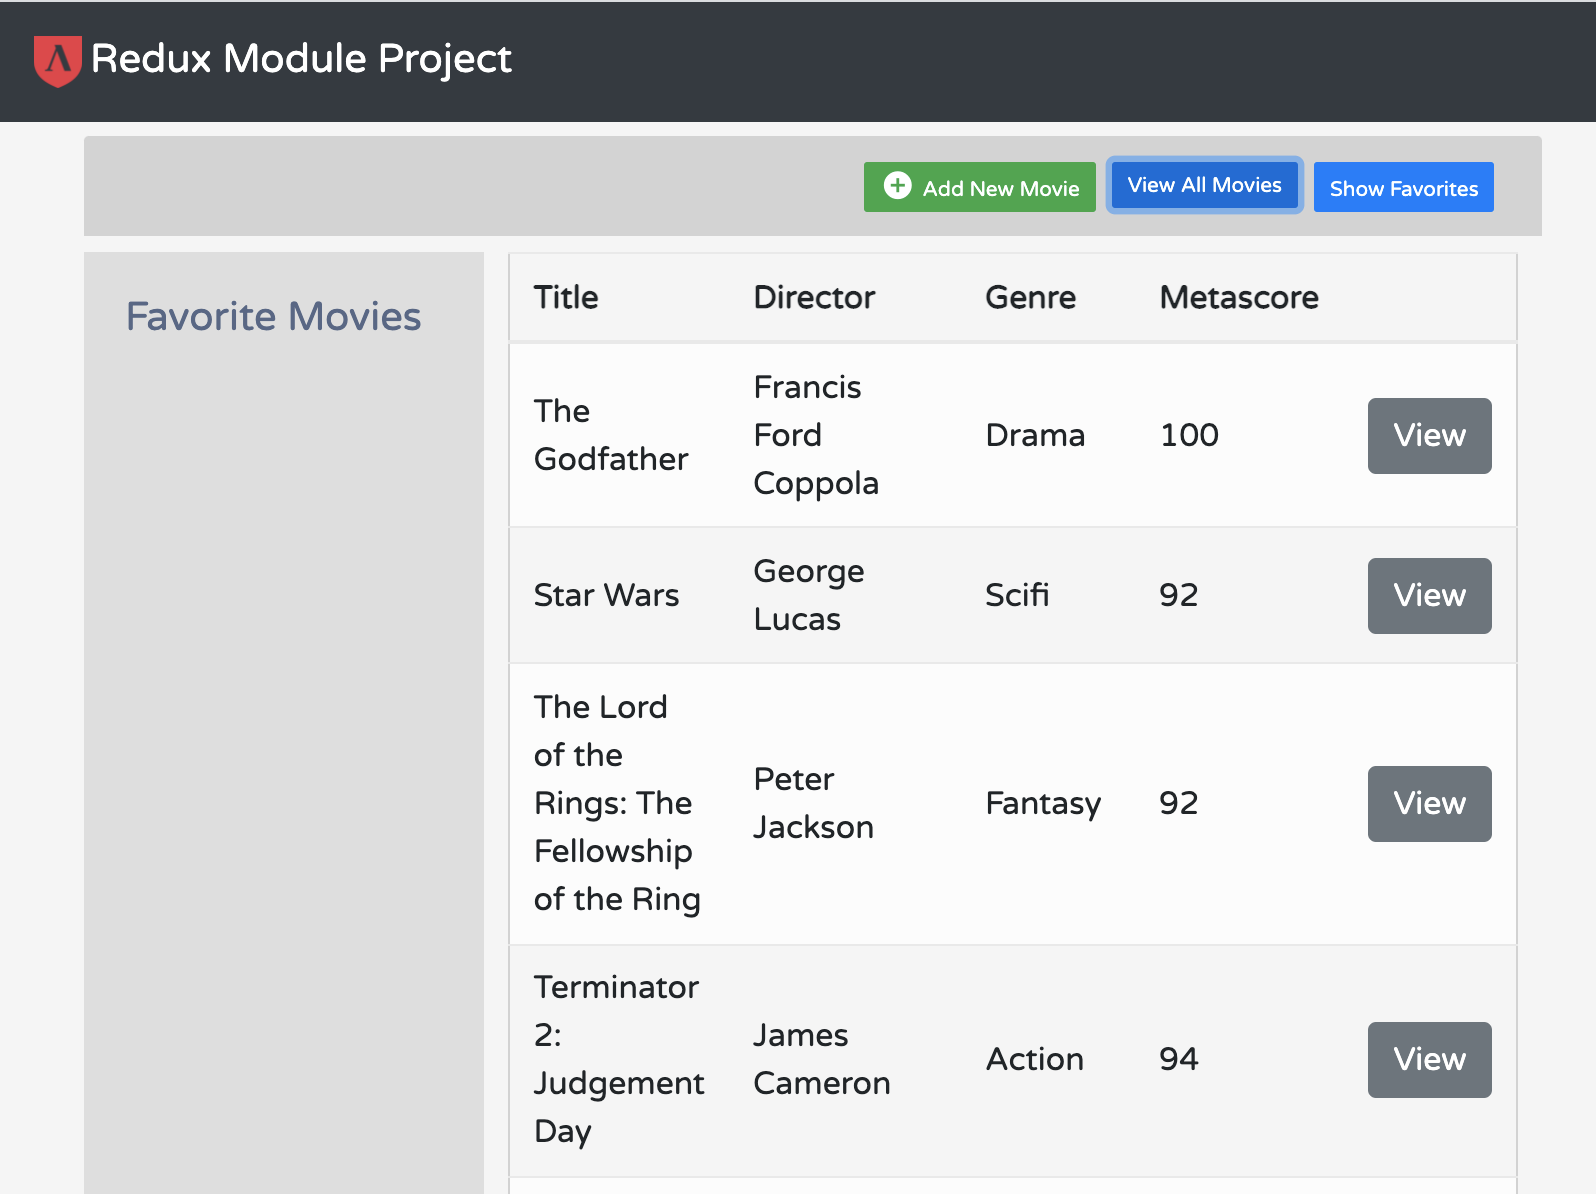 Redux Module Project
Add New Movie
View All Movies
Show Favorites
Favorite Movies
Title Director Genre Metascore
The
Godfather
Francis
Ford
Coppola
Drama
100
View
Star Wars
George
Lucas
Scifi
92
View
The Lord
of the
Rings: The
Fellowship
of the Ring
Peter
Jackson
Fantasy
92
View
Terminator
2:
Judgement
Day
James
Cameron
Action
94
View